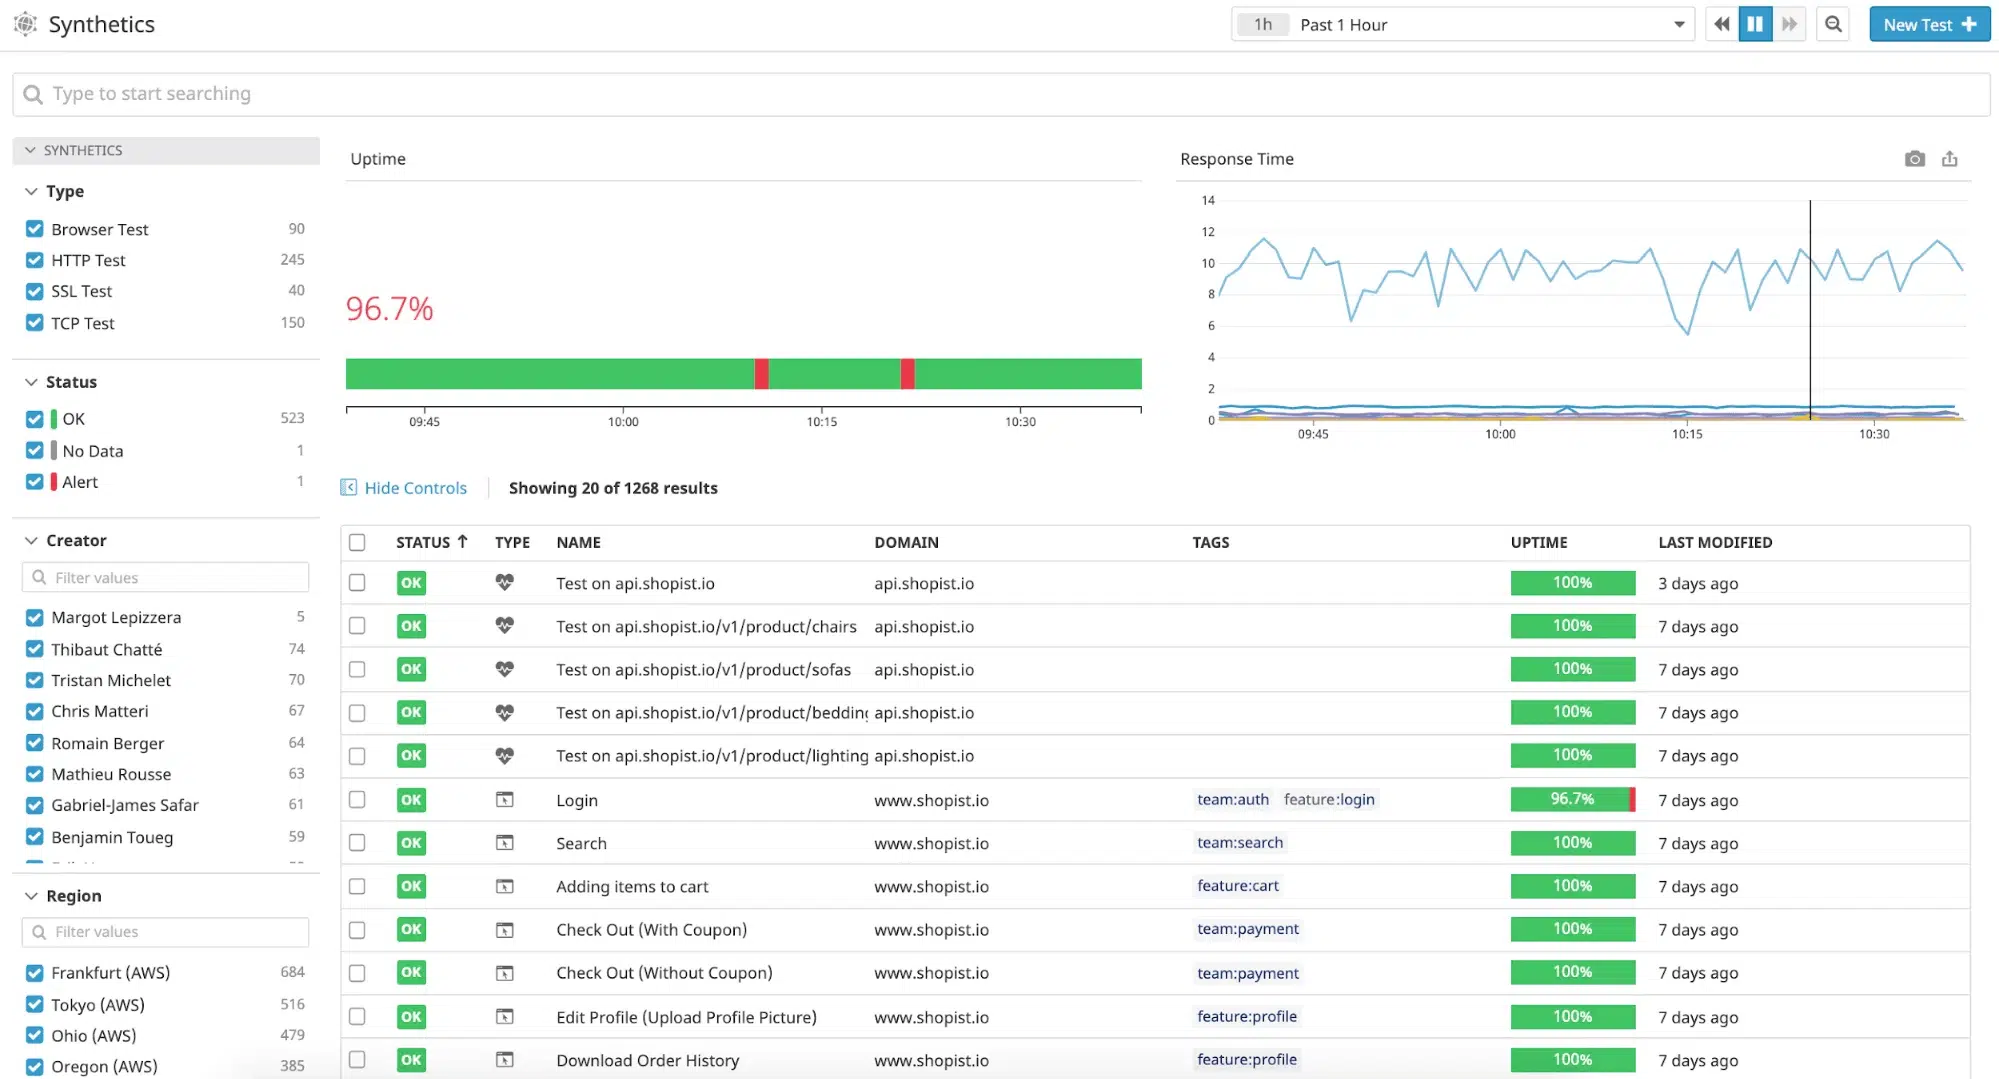 Synthetics
1h Past 1 Hour
New Test +
Type to start searching
SYNTHETICS
Type
Browser Test 90
HTTP Test 245
SSL Test 40
TCP Test 150
Status
OK 523
No Data 1
Alert 1
Creator
Filter values
Margot Lepizzera 5
Thibaut Chatté 74
Tristan Michelet 70
Chris Matteri 67
Romain Berger 64
Mathieu Rousse 63
Gabriel-James Safar 61
Benjamin Toueg 59
Region
Filter values
Frankfurt (AWS) 684
Tokyo (AWS) 516
Ohio (AWS) 479
Oregon (AWS) 385
Uptime
96.7%
09:45 10:00 10:15 10:30
Response Time
14
12
10
8
6
4
2
0
09:45 10:00 10:15 10:30
Hide Controls
Showing 20 of 1268 results
STATUS ↑ TYPE NAME DOMAIN TAGS UPTIME LAST MODIFIED
OK Test on api.shopist.io api.shopist.io 100% 3 days ago
OK Test on api.shopist.io/v1/product/chairs api.shopist.io 100% 7 days ago
OK Test on api.shopist.io/v1/product/sofas api.shopist.io 100% 7 days ago
OK Test on api.shopist.io/v1/product/bedding api.shopist.io 100% 7 days ago
OK Test on api.shopist.io/v1/product/lighting api.shopist.io 100% 7 days ago
OK Login www.shopist.io team:auth feature:login 96.7% 7 days ago
OK Search www.shopist.io team:search 100% 7 days ago
OK Adding items to cart www.shopist.io feature:cart 100% 7 days ago
OK Check Out (With Coupon) www.shopist.io team:payment 100% 7 days ago
OK Check Out (Without Coupon) www.shopist.io team:payment 100% 7 days ago
OK Edit Profile (Upload Profile Picture) www.shopist.io feature:profile 100% 7 days ago
OK Download Order History www.shopist.io feature:profile 100% 7 days ago